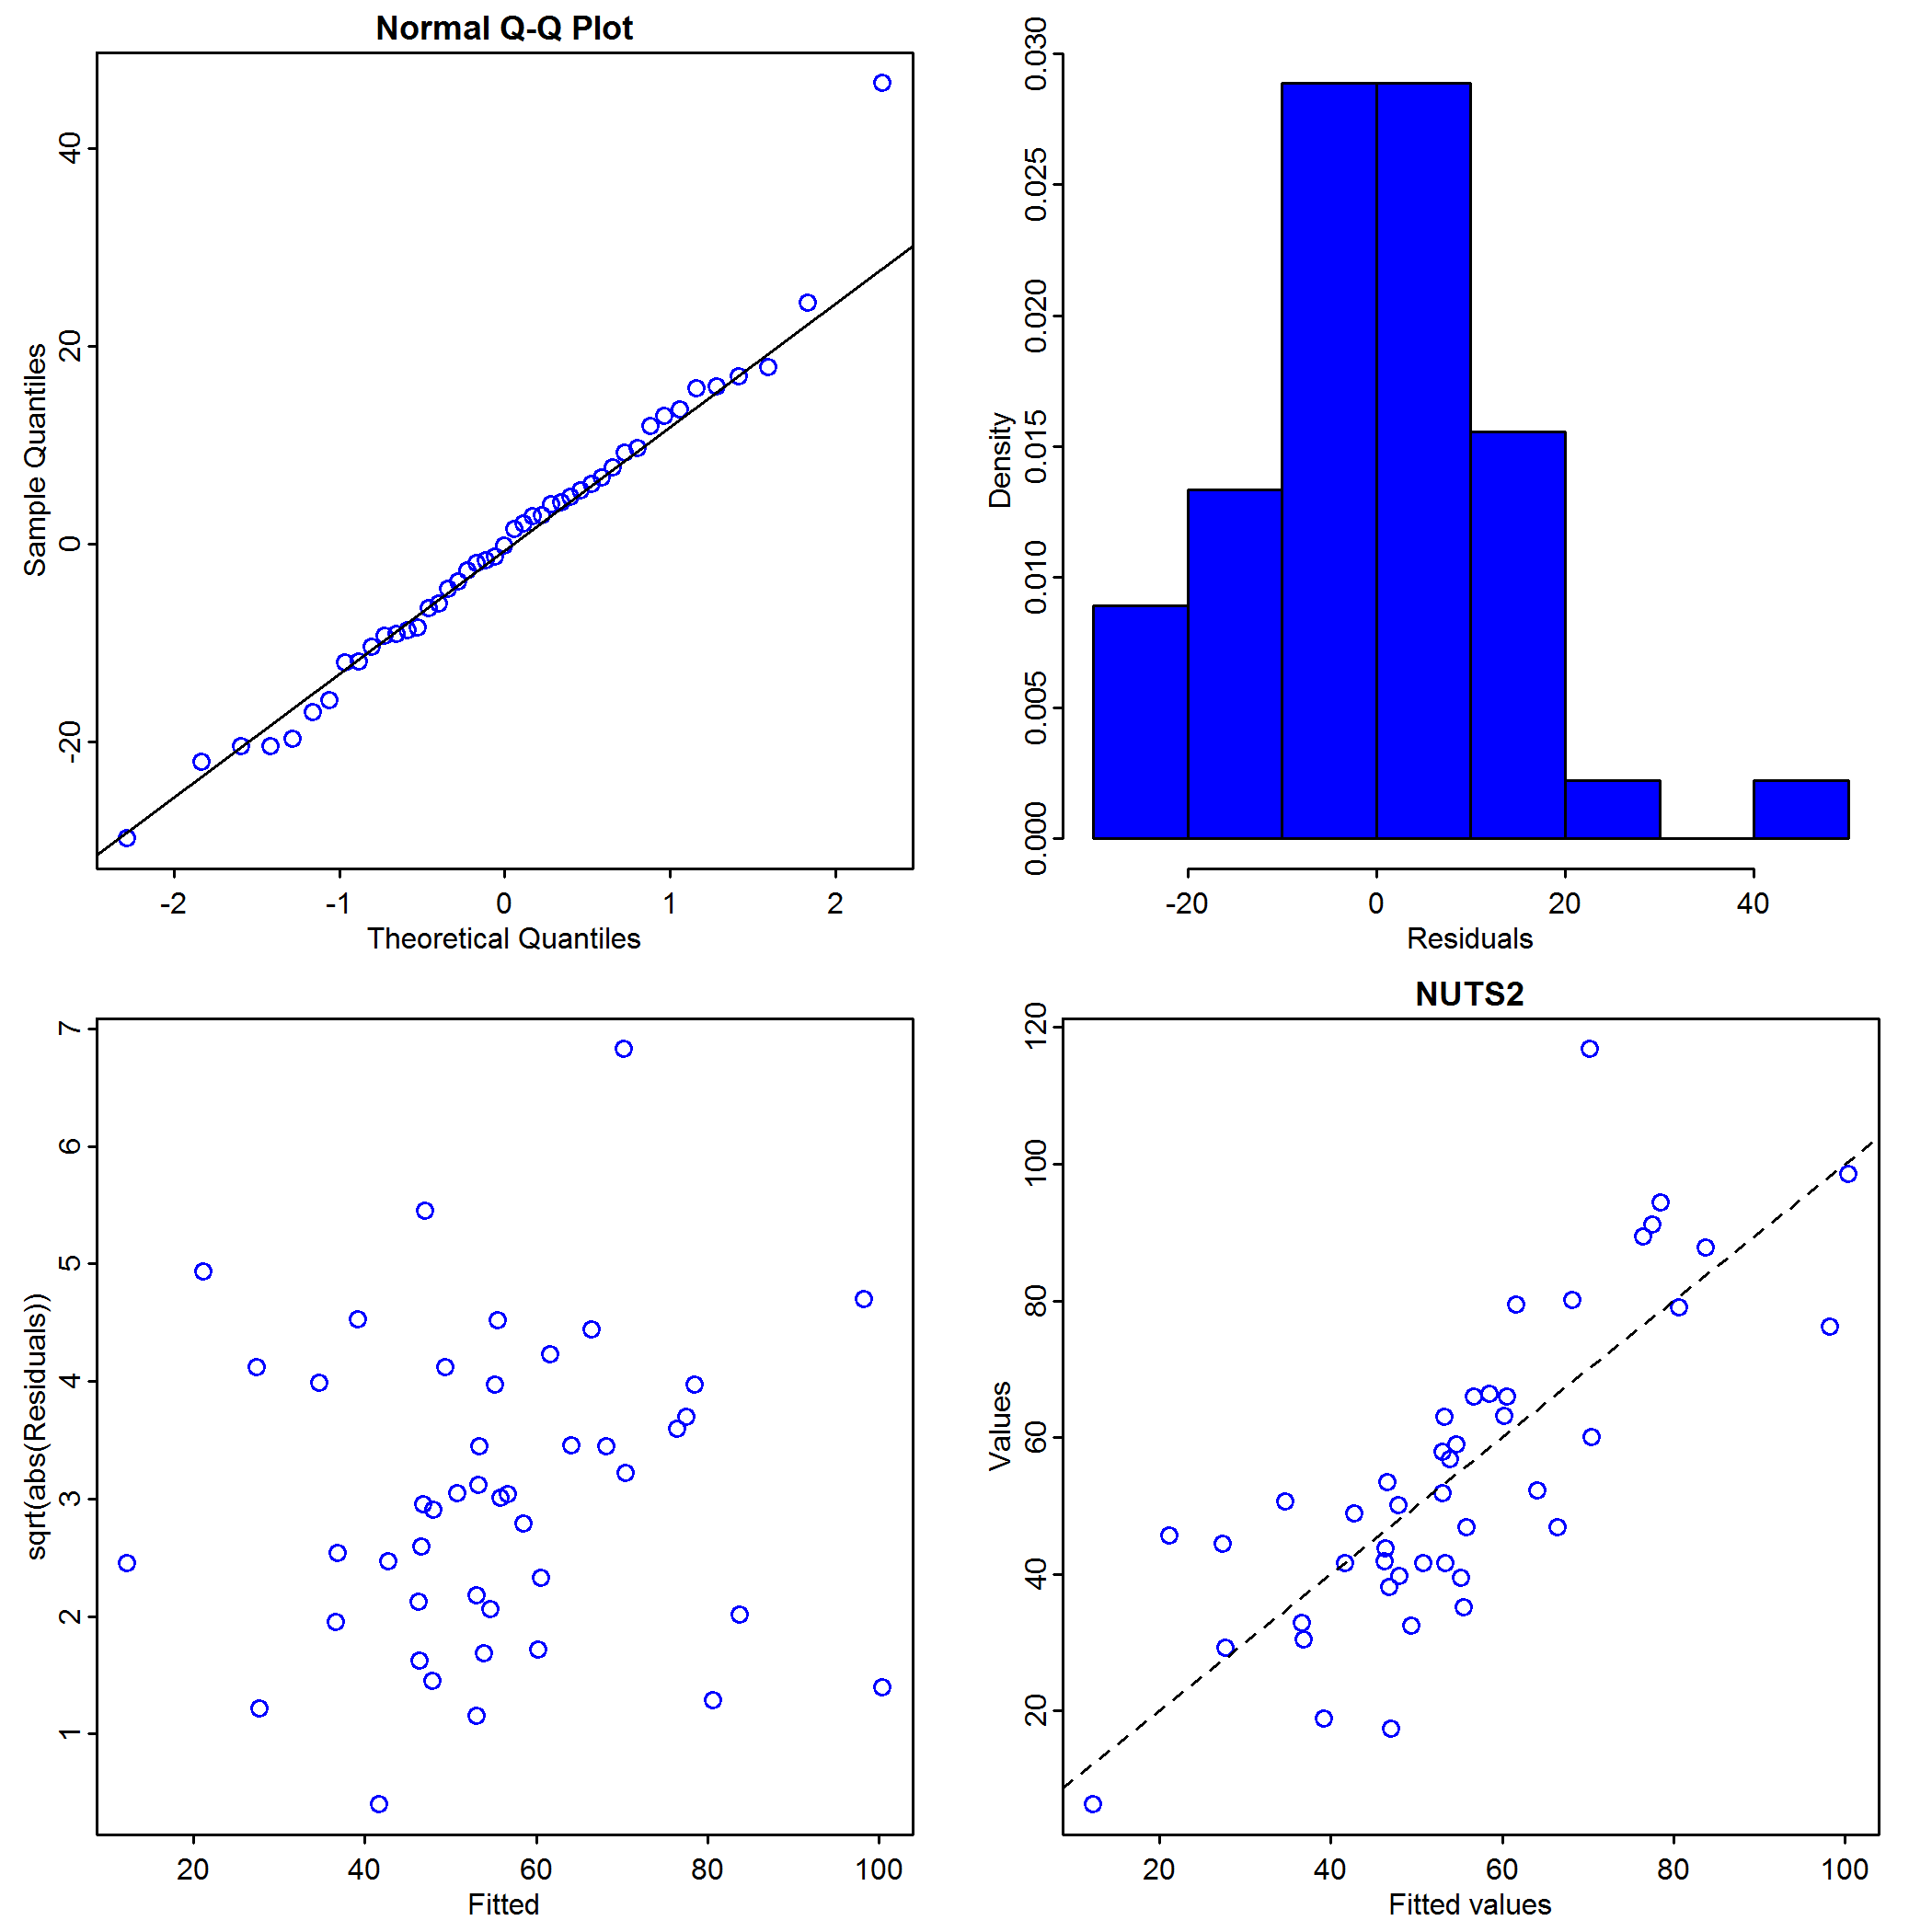 Normal Q-Q Plot
Sample Quantiles
-20 0 20 40
-2 -1 0 1 2
Theoretical Quantiles
Density
0.000 0.005 0.010 0.015 0.020 0.025 0.030
-20 0 20 40
Residuals
sqrt(abs(Residuals))
1 2 3 4 5 6 7
20 40 60 80 100
Fitted
NUTS2
Values
20 40 60 80 100 120
20 40 60 80 100
Fitted values